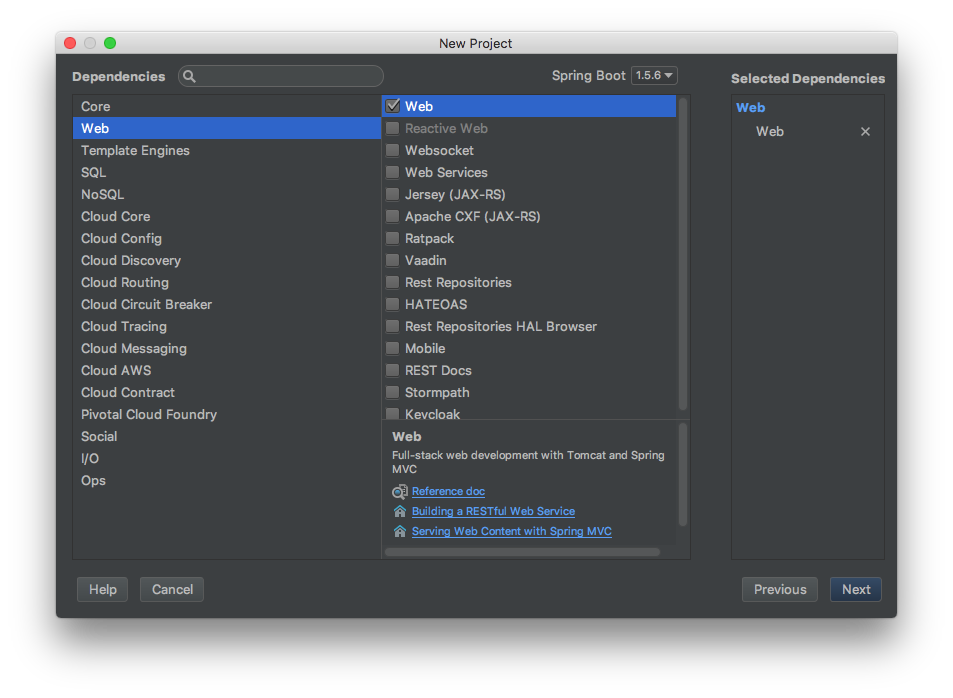 New Project
Dependencies
Spring Boot 1.5.6
Selected Dependencies
Core
Web
Template Engines
SQL
NoSQL
Cloud Core
Cloud Config
Cloud Discovery
Cloud Routing
Cloud Circuit Breaker
Cloud Tracing
Cloud Messaging
Cloud AWS
Cloud Contract
Pivotal Cloud Foundry
Social
I/O
Ops
Web
Reactive Web
Websocket
Web Services
Jersey (JAX-RS)
Apache CXF (JAX-RS)
Ratpack
Vaadin
Rest Repositories
HATEOAS
Rest Repositories HAL Browser
Mobile
REST Docs
Stormpath
Keycloak
Web
Full-stack web development with Tomcat and Spring
MVC
Reference doc
Building a RESTful Web Service
Serving Web Content with Spring MVC
Web
Web
Help
Cancel
Previous
Next